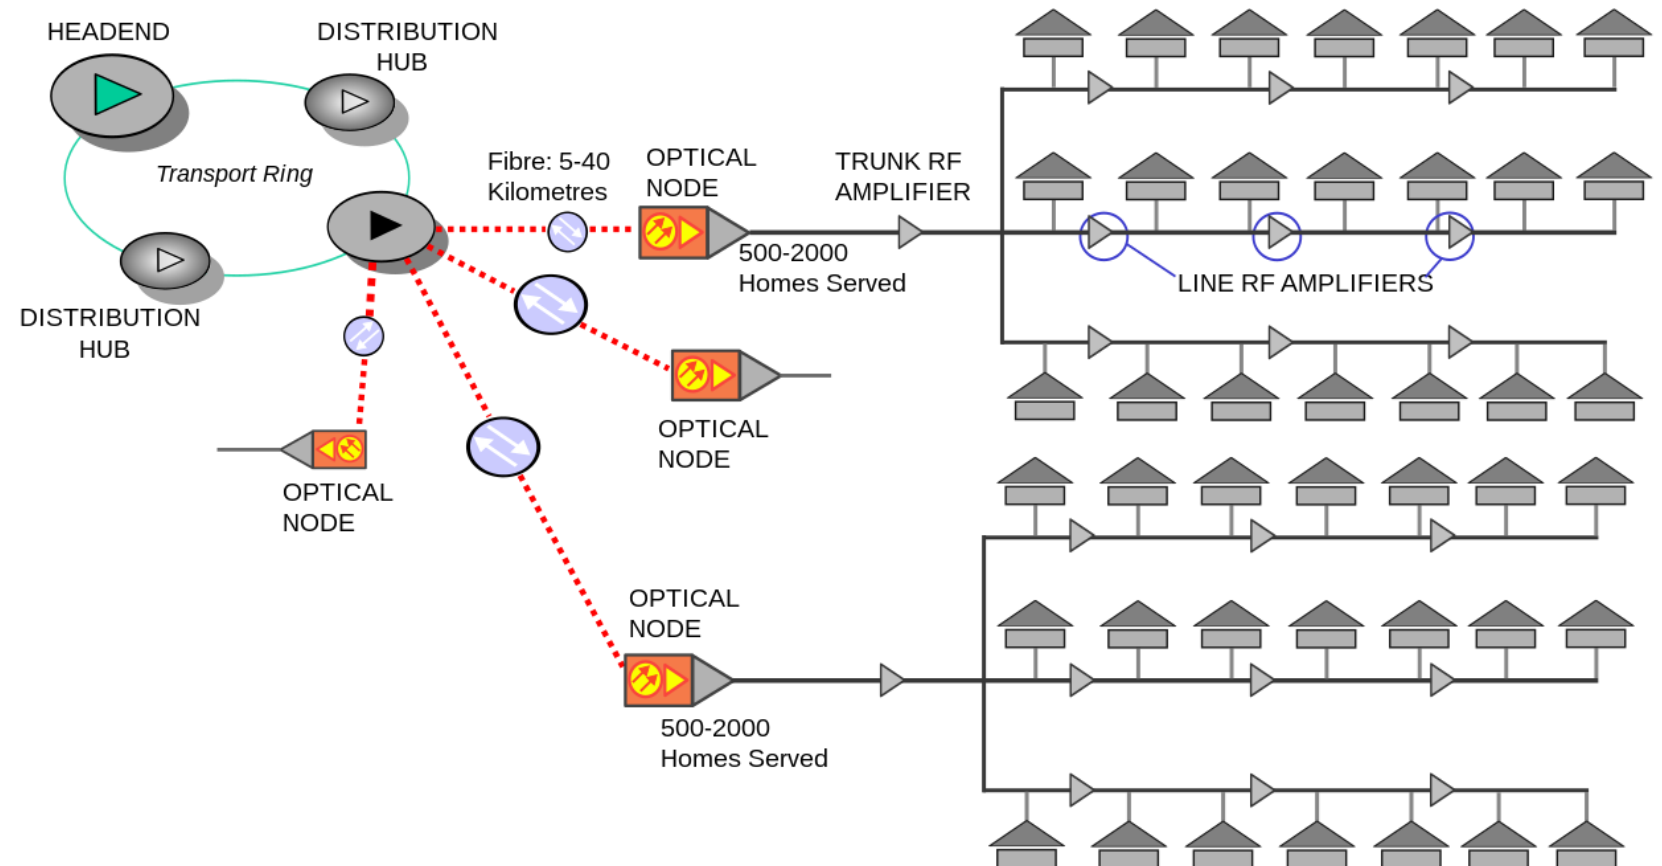 HEADEND
DISTRIBUTION
HUB
Transport Ring
DISTRIBUTION
HUB
Fibre: 5-40
Kilometres
OPTICAL
NODE
500-2000
Homes Served
TRUNK RF
AMPLIFIER
LINE RF AMPLIFIERS
OPTICAL
NODE
OPTICAL
NODE
OPTICAL
NODE
500-2000
Homes Served